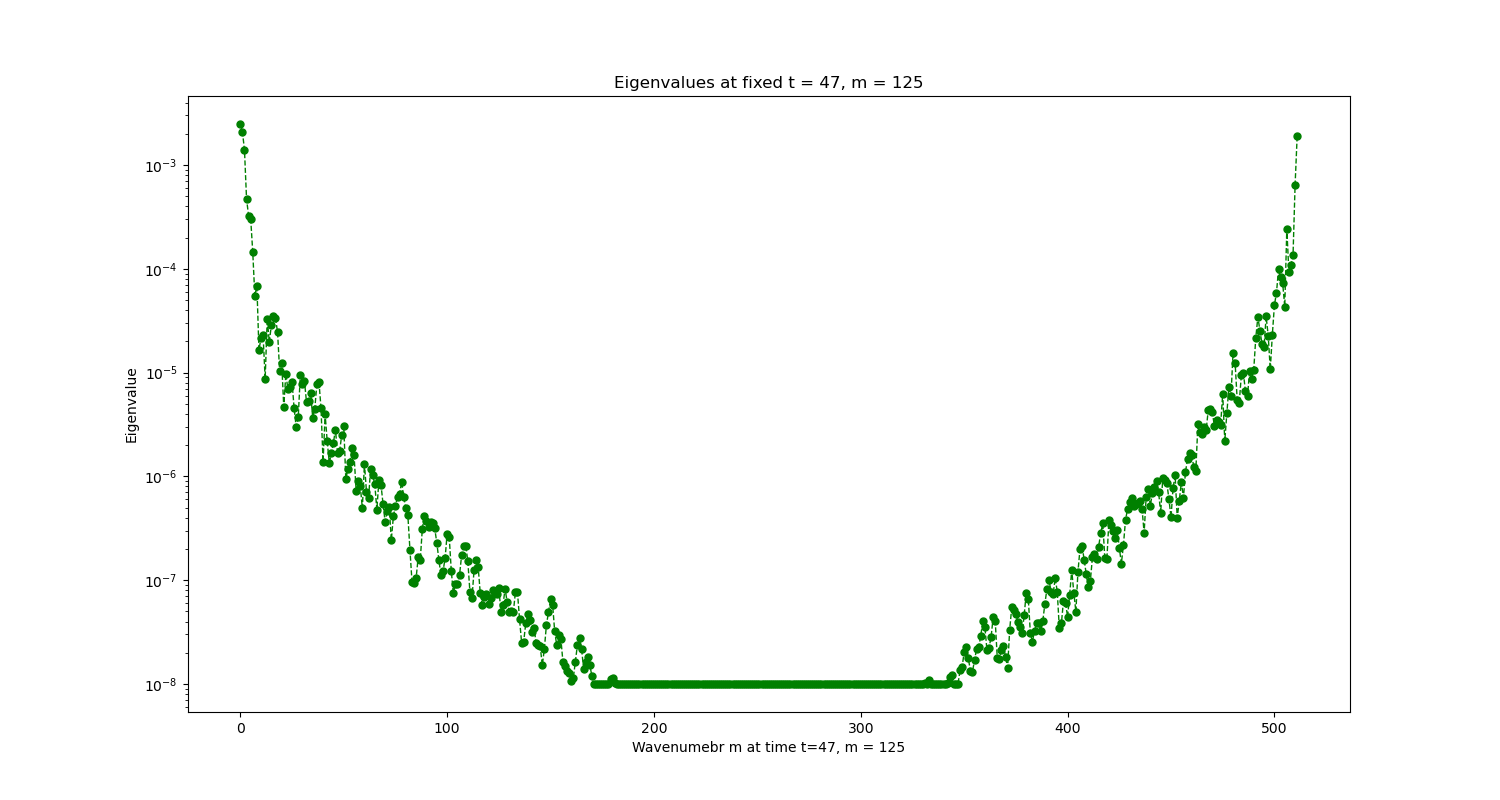 Eigenvalues at fixed t = 47, m = 125
10⁻³
10⁻⁴
10⁻⁵
10⁻⁶
10⁻⁷
10⁻⁸
Eigenvalue
0 100 200 300 400 500
Wavenumebr m at time t=47, m = 125